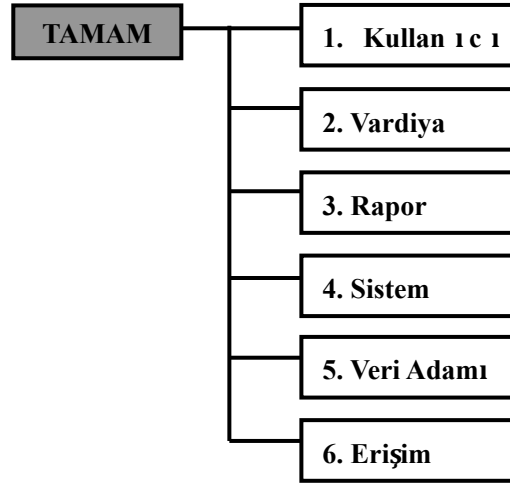 TAMAM
1. Kullan ı c ı
2. Vardiya
3. Rapor
4. Sistem
5. Veri Adamı
6. Erişim